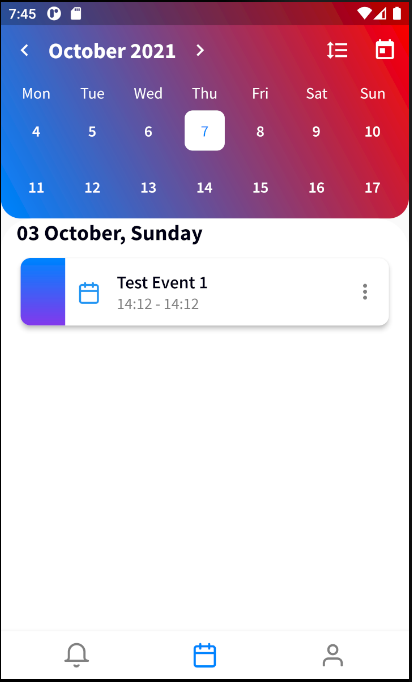 7:45
October 2021
Mon Tue Wed Thu Fri Sat Sun
4 5 6 7 8 9 10
11 12 13 14 15 16 17
03 October, Sunday
Test Event 1
14:12 - 14:12